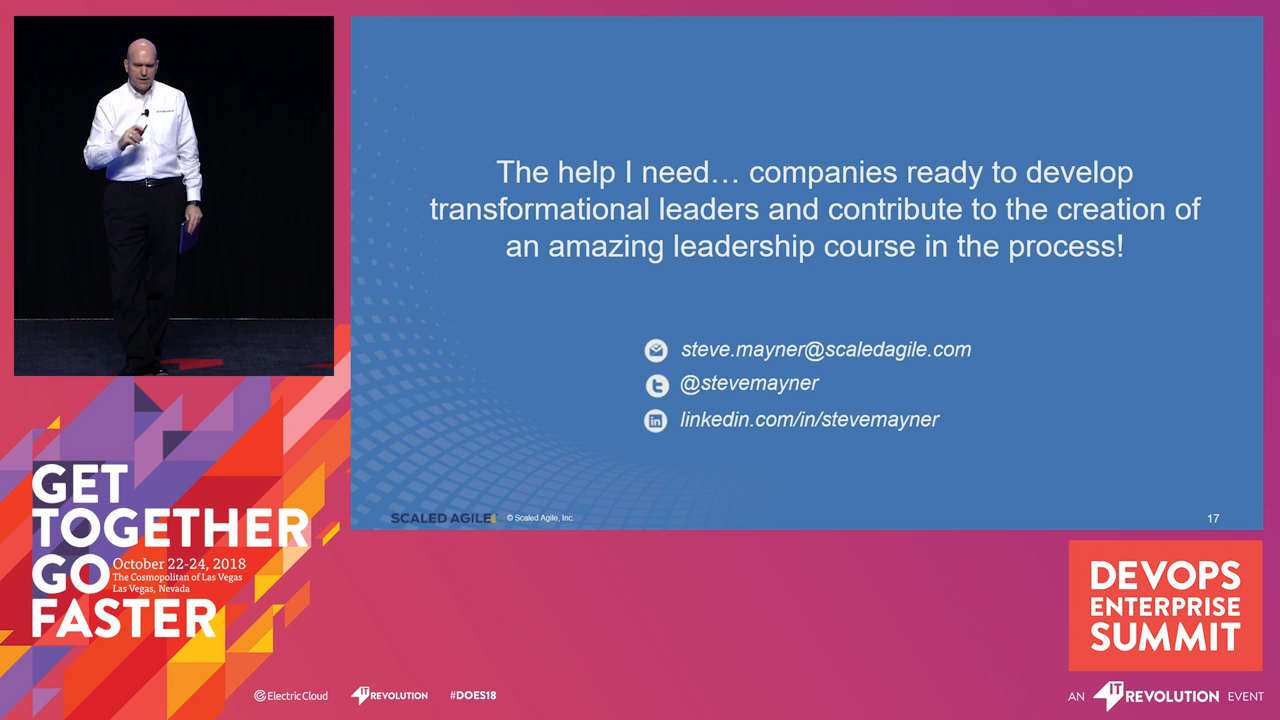 The help I need… companies ready to develop
transformational leaders and contribute to the creation of
an amazing leadership course in the process!
steve.mayner@scaledagile.com
@stevemayner
linkedin.com/in/stevemayner
SCALED AGILE
© Scaled Agile, Inc.
17
GET
TOGETHER
GO
October 22-24, 2018
The Cosmopolitan of Las Vegas
Las Vegas, Nevada
FASTER
DEVOPS
ENTERPRISE
SUMMIT
Electric Cloud
IT REVOLUTION
#DOES18
AN IT REVOLUTION EVENT